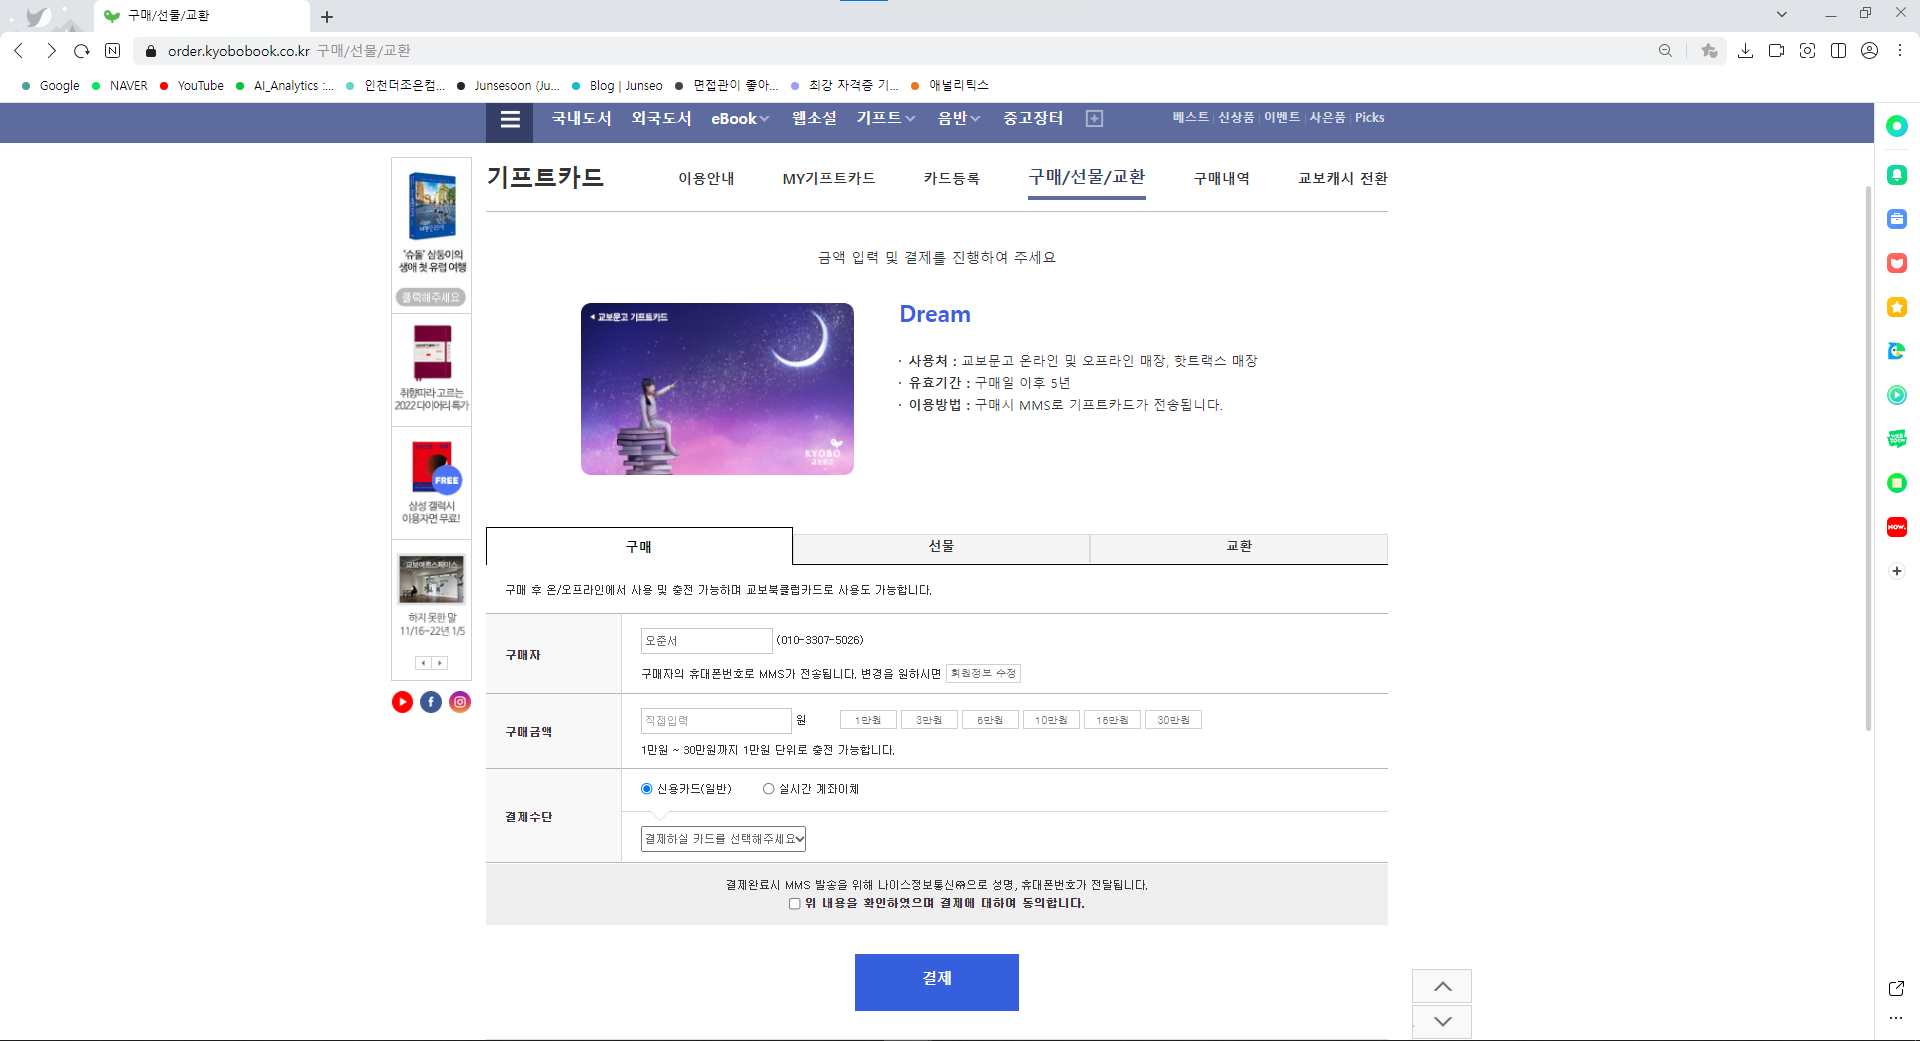 구매/선물/교환
order.kyobobook.co.kr 구매/선물/교환
Google NAVER YouTube AI_Analytics :... 인천더조은컴... Junsesoon (Ju... Blog | Junseo 면접관이 좋아... 최강 자격증 기... 애널리틱스
국내도서 외국도서 eBook 웹소설 기프트 음반 중고장터 베스트 신상품 이벤트 사은품 Picks
기프트카드 이용안내 MY기프트카드 카드등록 구매/선물/교환 구매내역 교보캐시 전환
'슈돌' 삼둥이의
생애 첫 유럽 여행
클릭해주세요
취향따라 고르는
2022 다이어리 특가
FREE
삼성 갤럭시
이용자면 무료!
교보아트스페이스
하지 못한 말
11/16~22년 1/5
금액 입력 및 결제를 진행하여 주세요
교보문고 기프트카드
KYOBO
교보문고
Dream
· 사용처 : 교보문고 온라인 및 오프라인 매장, 핫트랙스 매장
· 유효기간 : 구매일 이후 5년
· 이용방법 : 구매시 MMS로 기프트카드가 전송됩니다.
구매 선물 교환
구매 후 온/오프라인에서 사용 및 충전 가능하며 교보북클럽카드로 사용도 가능합니다.
구매자 오준서 (010-3307-5026)
구매자의 휴대폰번호로 MMS가 전송됩니다. 변경을 원하시면 회원정보 수정
구매금액 직접입력 원 1만원 3만원 5만원 10만원 15만원 30만원
1만원 ~ 30만원까지 1만원 단위로 충전 가능합니다.
결제수단 신용카드(일반) 실시간 계좌이체
결제하실 카드를 선택해주세요
결제완료시 MMS 발송을 위해 나이스정보통신㈜으로 성명, 휴대폰번호가 전달됩니다.
위 내용을 확인하였으며 결제에 대하여 동의합니다.
결제
WEB
TOON
NOW.